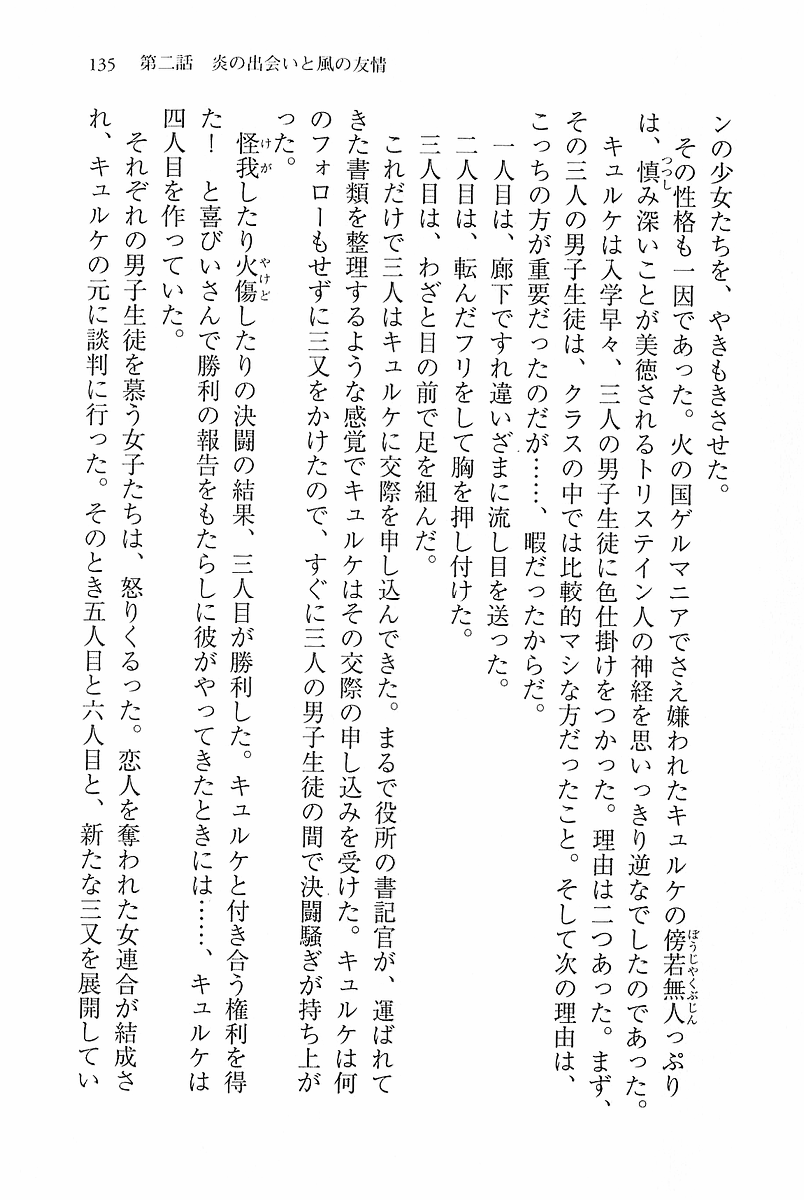 135　第二話　炎の出会いと風の友情
ンの少女たちを、やきもきさせた。
　その性格も一因であった。火の国ゲルマニアでさえ嫌われたキュルケの傍若無人っぷり
は、慎み深いことが美徳されるトリステイン人の神経を思いっきり逆なでしたのであった。
　キュルケは入学早々、三人の男子生徒に色仕掛けをつかった。理由は二つあった。まず、
その三人の男子生徒は、クラスの中では比較的マシな方だったこと。そして次の理由は、
こっちの方が重要だったのだが……、暇だったからだ。
　一人目は、廊下ですれ違いざまに流し目を送った。
　二人目は、転んだフリをして胸を押し付けた。
　三人目は、わざと目の前で足を組んだ。
　これだけで三人はキュルケに交際を申し込んできた。まるで役所の書記官が、運ばれて
きた書類を整理するような感覚でキュルケはその交際の申し込みを受けた。キュルケは何
のフォローもせずに三又をかけたので、すぐに三人の男子生徒の間で決闘騒ぎが持ち上が
った。
　怪我したり火傷したりの決闘の結果、三人目が勝利した。キュルケと付き合う権利を得
た！　と喜びいさんで勝利の報告をもたらしに彼がやってきたときには……、キュルケは
四人目を作っていた。
　それぞれの男子生徒を慕う女子たちは、怒りくるった。恋人を奪われた女連合が結成さ
れ、キュルケの元に談判に行った。そのとき五人目と六人目と、新たな三又を展開してい